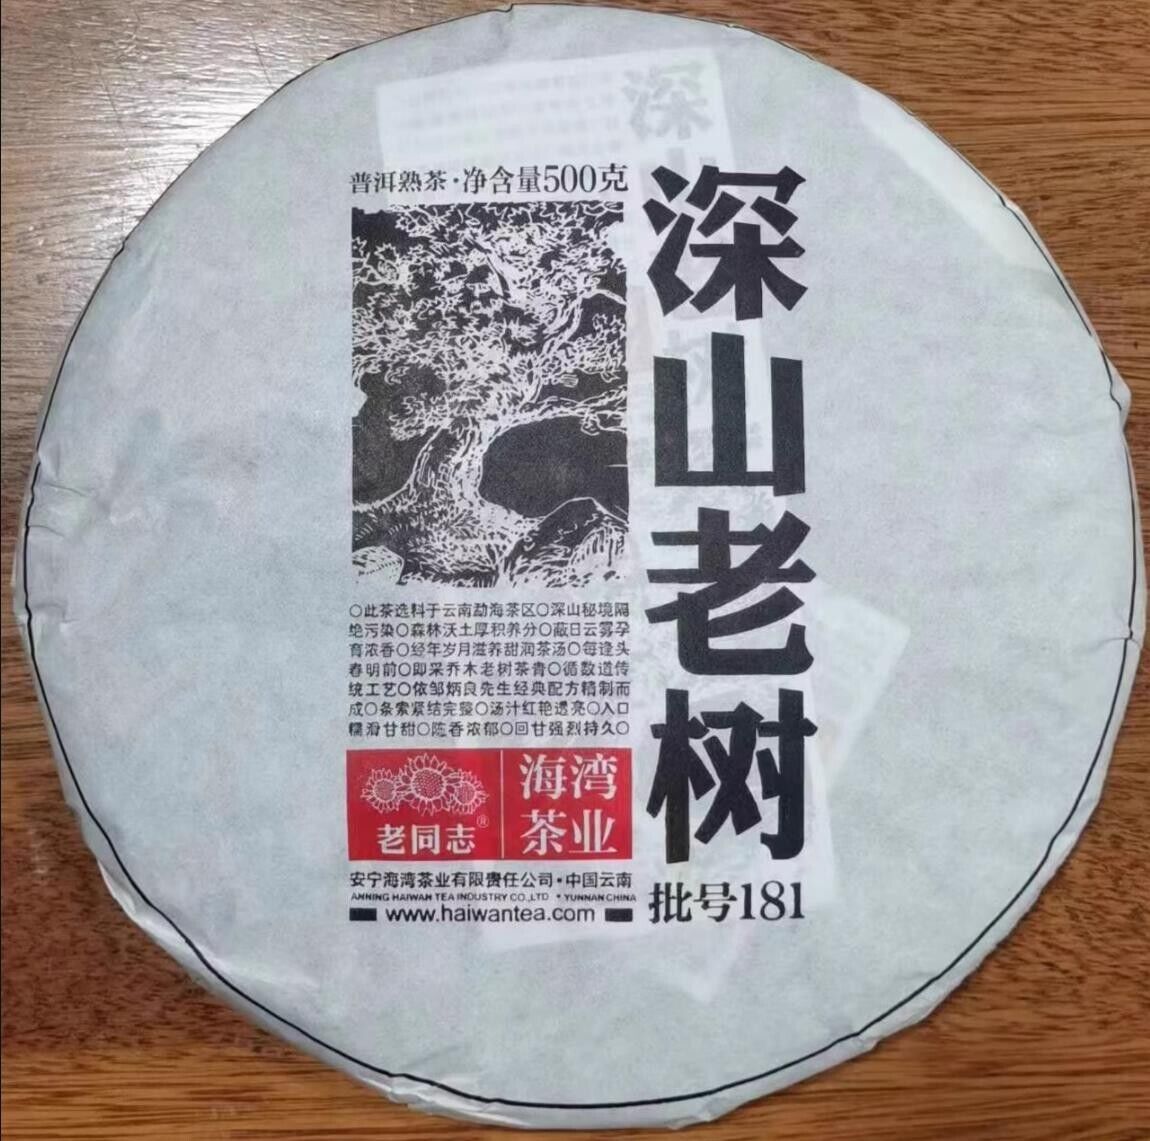 普洱熟茶·净含量500克
深山老树
○此茶选料于云南勐海茶区○深山秘境隔
绝污染○森林沃土厚积养分○蔽日云雾孕
育浓香○经年岁月滋养甜润茶汤○每逢头
春明前○即采乔木老树茶青○循数道传
统工艺○依邹炳良先生经典配方精制而
成○条索紧结完整○汤汁红艳透亮○入口
糯滑甘甜○陈香浓郁○回甘强烈持久○
老同志®
海湾
茶业
安宁海湾茶业有限责任公司·中国云南
ANNING HAIWAN TEA INDUSTRY CO.,LTD • YUNNAN CHINA
www.haiwantea.com
批号181